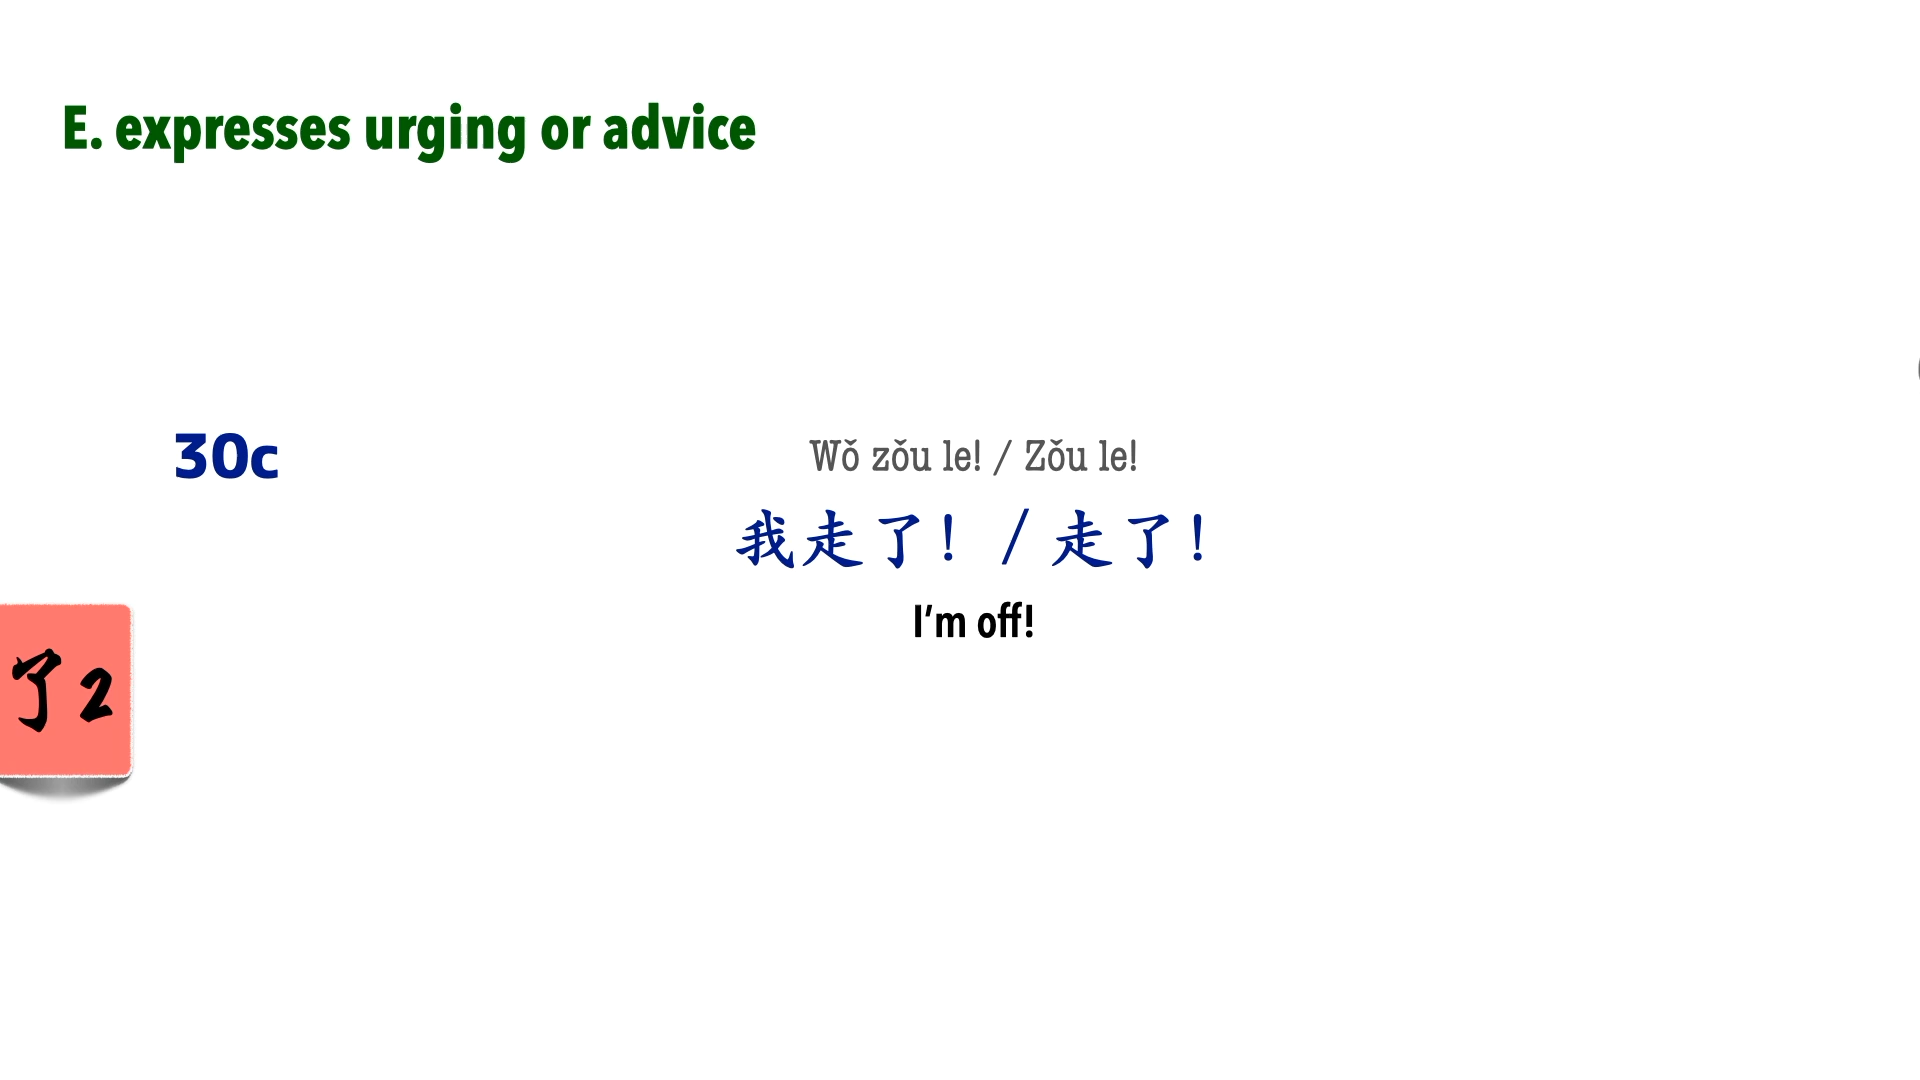 E. expresses urging or advice
30c
Wǒ zǒu le! / Zǒu le!
我走了！/ 走了！
I’m off!
了2